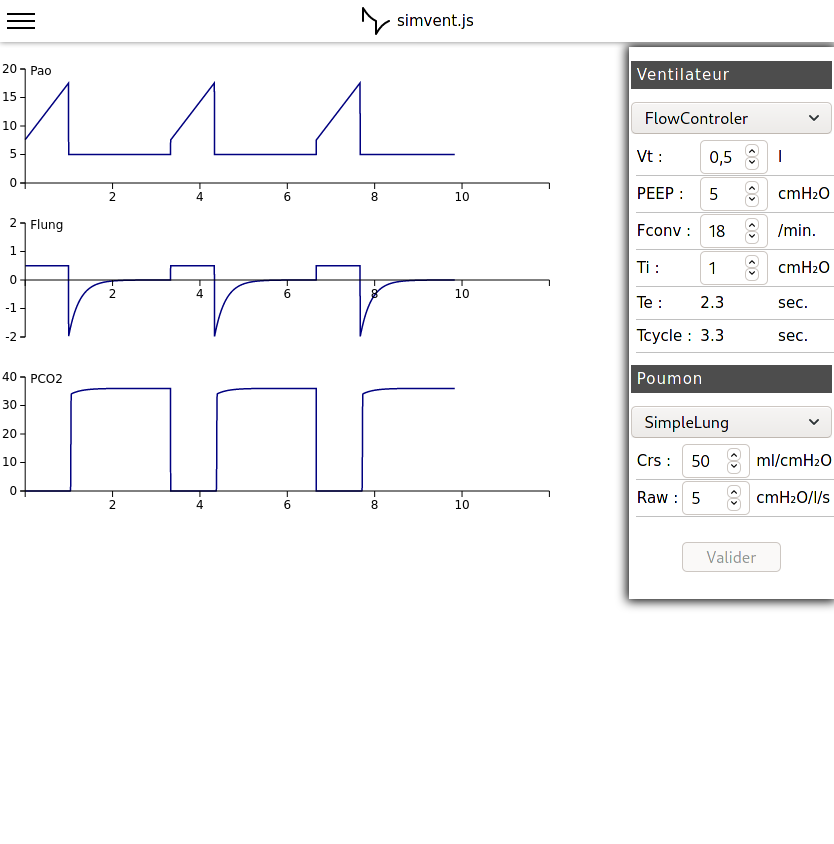 simvent.js
20
Pao
15
10
5
0
2 4 6 8 10
2
Flung
1
0
2 4 6 8 10
-1
-2
40
PCO2
30
20
10
0
2 4 6 8 10
Ventilateur
FlowControler
Vt : 0,5 l
PEEP : 5 cmH₂O
Fconv : 18 /min.
Ti : 1 cmH₂O
Te : 2.3 sec.
Tcycle : 3.3 sec.
Poumon
SimpleLung
Crs : 50 ml/cmH₂O
Raw : 5 cmH₂O/l/s
Valider